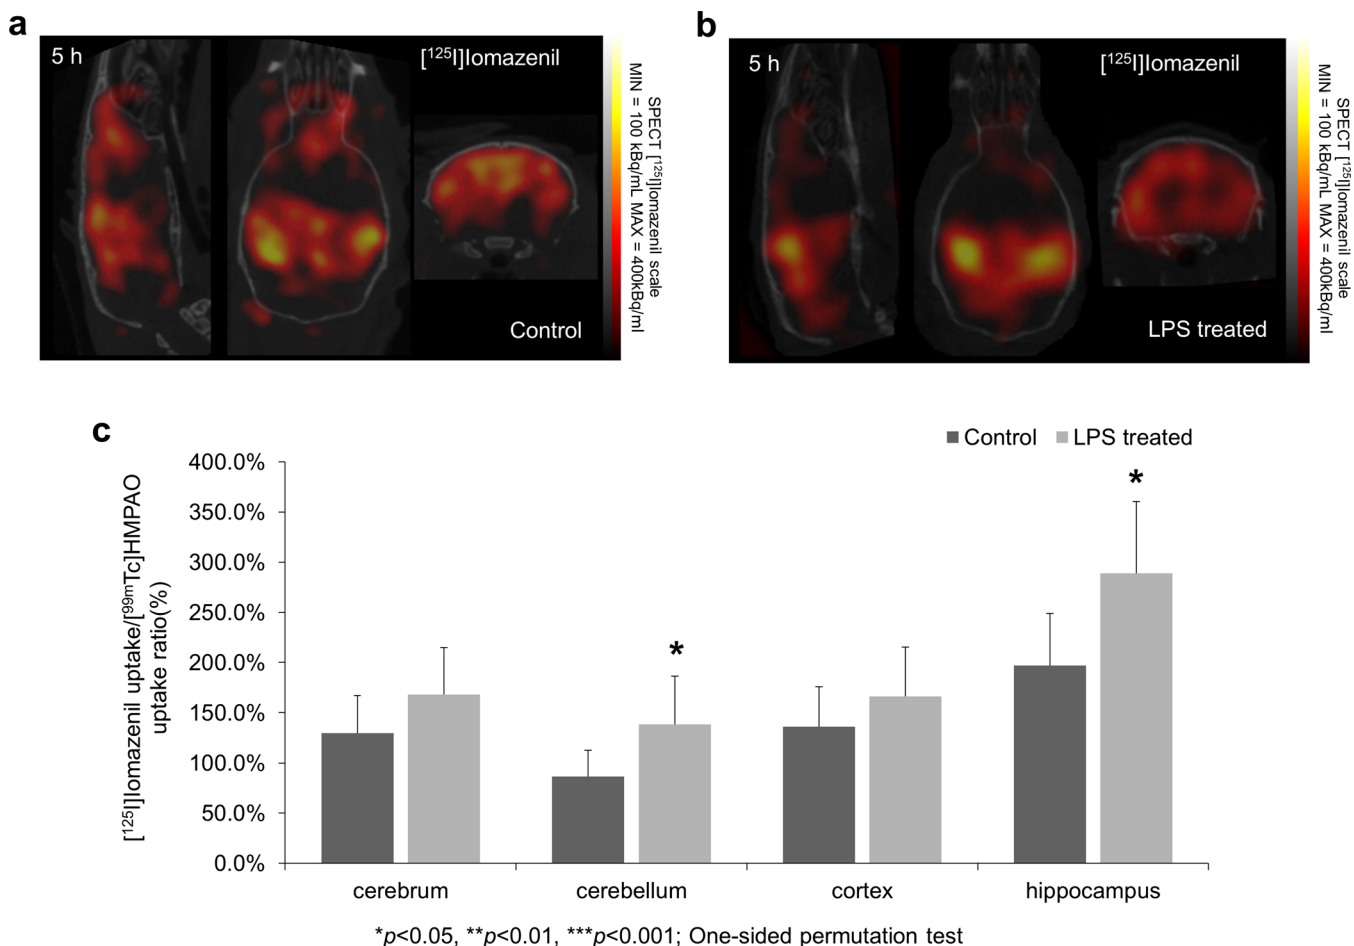 a
5 h
[125I]Iomazenil
Control
SPECT [125I]Iomazenil scale
MIN = 100 kBq/mL MAX = 400kBq/ml
b
5 h
[125I]Iomazenil
LPS treated
SPECT [125I]Iomazenil scale
MIN = 100 kBq/mL MAX = 400kBq/ml
c
Control LPS treated
[125I]Iomazenil uptake/[99mTc]HMPAO
uptake ratio(%)
400.0%
350.0%
300.0%
250.0%
200.0%
150.0%
100.0%
50.0%
0.0%
*
*
cerebrum cerebellum cortex hippocampus
*p<0.05, **p<0.01, ***p<0.001; One-sided permutation test